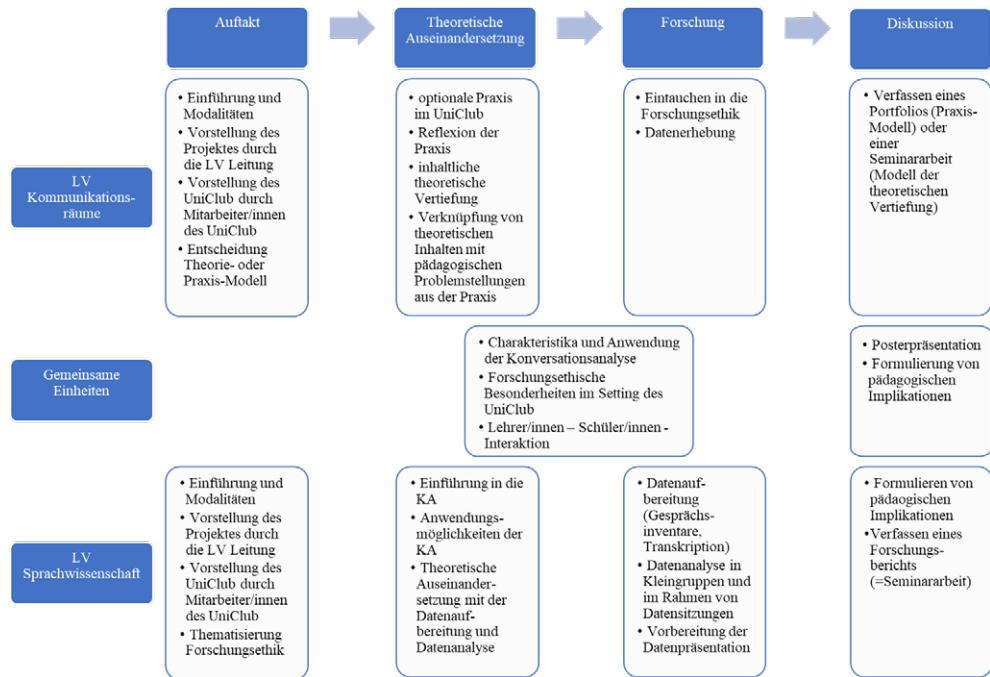 Auftakt
Theoretische
Auseinandersetzung
Forschung
Diskussion
LV
Kommunikations-
räume
• Einführung und
Modalitäten
• Vorstellung des
Projektes durch
die LV Leitung
• Vorstellung des
UniClub durch
Mitarbeiter/innen
des UniClub
• Entscheidung
Theorie- oder
Praxis-Modell
• optionale Praxis
im UniClub
• Reflexion der
Praxis
• inhaltliche
theoretische
Vertiefung
• Verknüpfung von
theoretischen
Inhalten mit
pädagogischen
Problemstellungen
aus der Praxis
• Eintauchen in die
Forschungsethik
• Datenerhebung
• Verfassen eines
Portfolios (Praxis-
Modell) oder
einer
Seminararbeit
(Modell der
theoretischen
Vertiefung)
Gemeinsame
Einheiten
• Charakteristika und Anwendung
der Konversationsanalyse
• Forschungsethische
Besonderheiten im Setting des
UniClub
• Lehrer/innen – Schüler/innen -
Interaktion
• Posterpräsentation
• Formulierung von
pädagogischen
Implikationen
LV
Sprachwissenschaft
• Einführung und
Modalitäten
• Vorstellung des
Projektes durch
die LV Leitung
• Vorstellung des
UniClub durch
Mitarbeiter/innen
des UniClub
• Thematisierung
Forschungsethik
• Einführung in die
KA
• Anwendungs-
möglichkeiten der
KA
• Theoretische
Auseinander-
setzung mit der
Datenauf-
bereitung und
Datenanalyse
• Datenauf-
bereitung
(Gesprächs-
inventare,
Transkription)
• Datenanalyse in
Kleingruppen und
im Rahmen von
Datensitzungen
• Vorbereitung der
Datenpräsentation
• Formulieren von
pädagogischen
Implikationen
•Verfassen eines
Forschungs-
berichts
(=Seminararbeit)